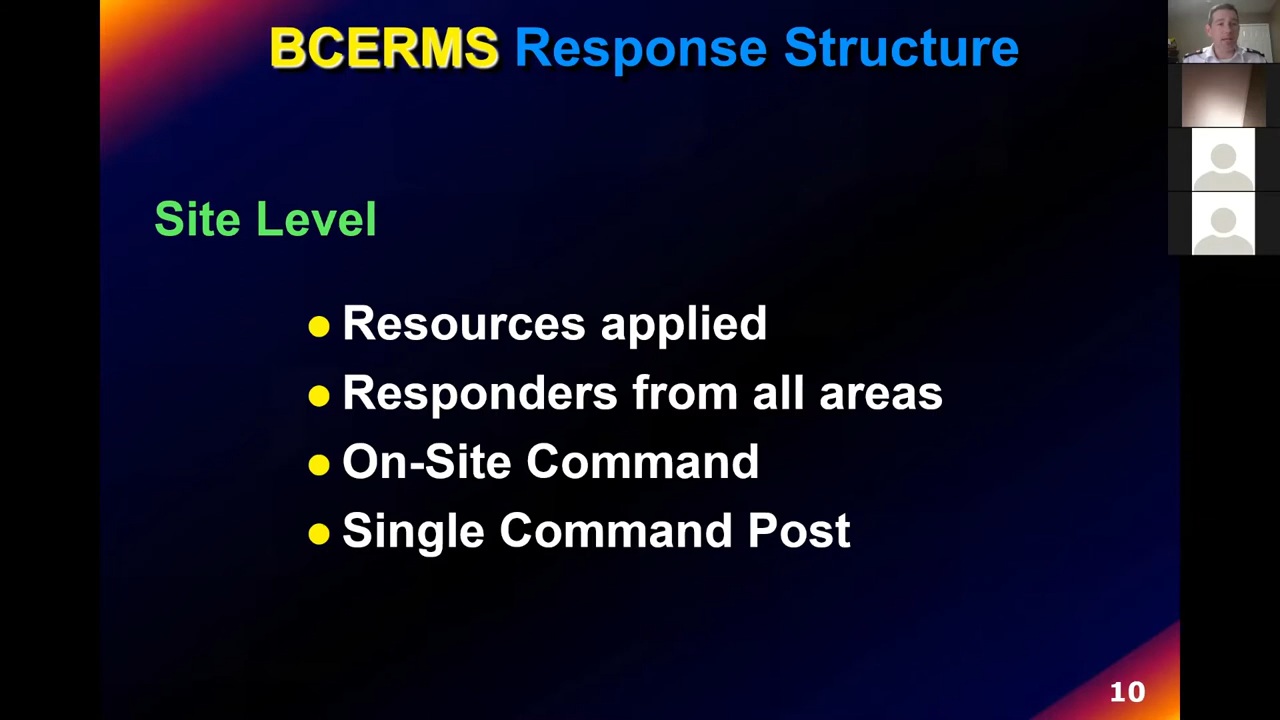 BCERMS Response Structure
Site Level
Resources applied
Responders from all areas
On-Site Command
Single Command Post
10